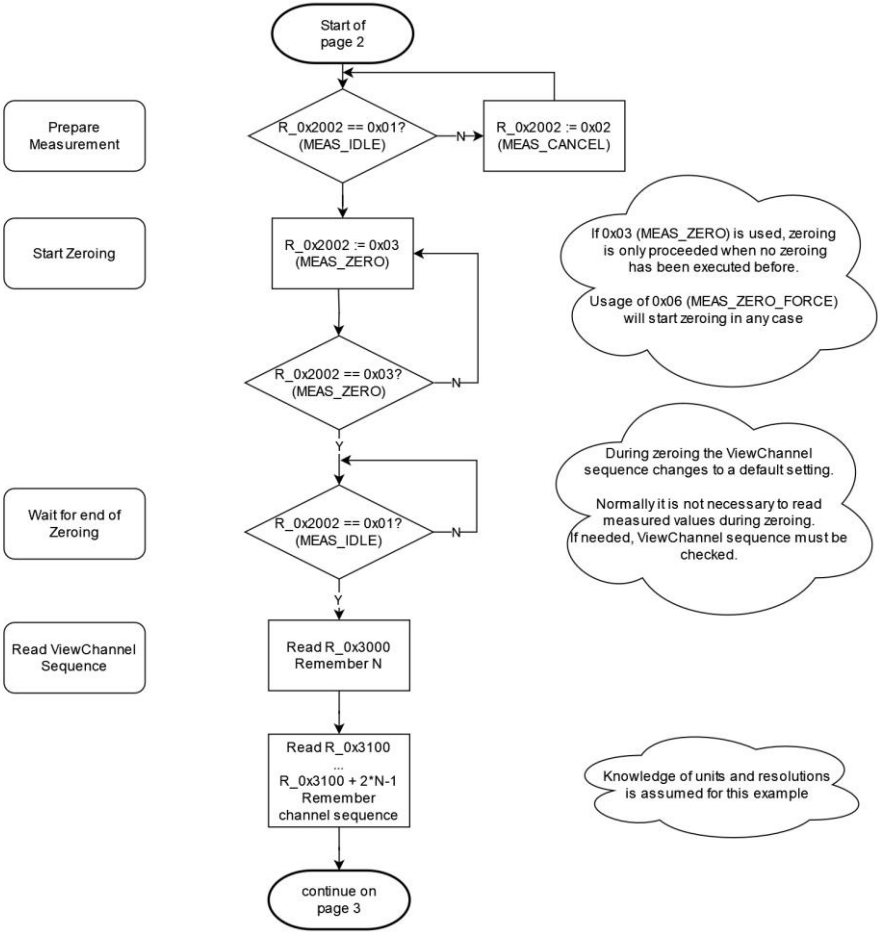 Start of
page 2
Prepare
Measurement
R_0x2002 == 0x01?
(MEAS_IDLE)
N
R_0x2002 := 0x02
(MEAS_CANCEL)
Start Zeroing
R_0x2002 := 0x03
(MEAS_ZERO)
If 0x03 (MEAS_ZERO) is used, zeroing
is only proceeded when no zeroing
has been executed before.
Usage of 0x06 (MEAS_ZERO_FORCE)
will start zeroing in any case
R_0x2002 == 0x03?
(MEAS_ZERO)
N
Y
During zeroing the ViewChannel
sequence changes to a default setting.
Normally it is not necessary to read
measured values during zeroing.
If needed, ViewChannel sequence must be
checked.
Wait for end of
Zeroing
R_0x2002 == 0x01?
(MEAS_IDLE)
N
Y
Read ViewChannel
Sequence
Read R_0x3000
Remember N
Read R_0x3100
...
R_0x3100 + 2*N-1
Remember
channel sequence
Knowledge of units and resolutions
is assumed for this example
continue on
page 3